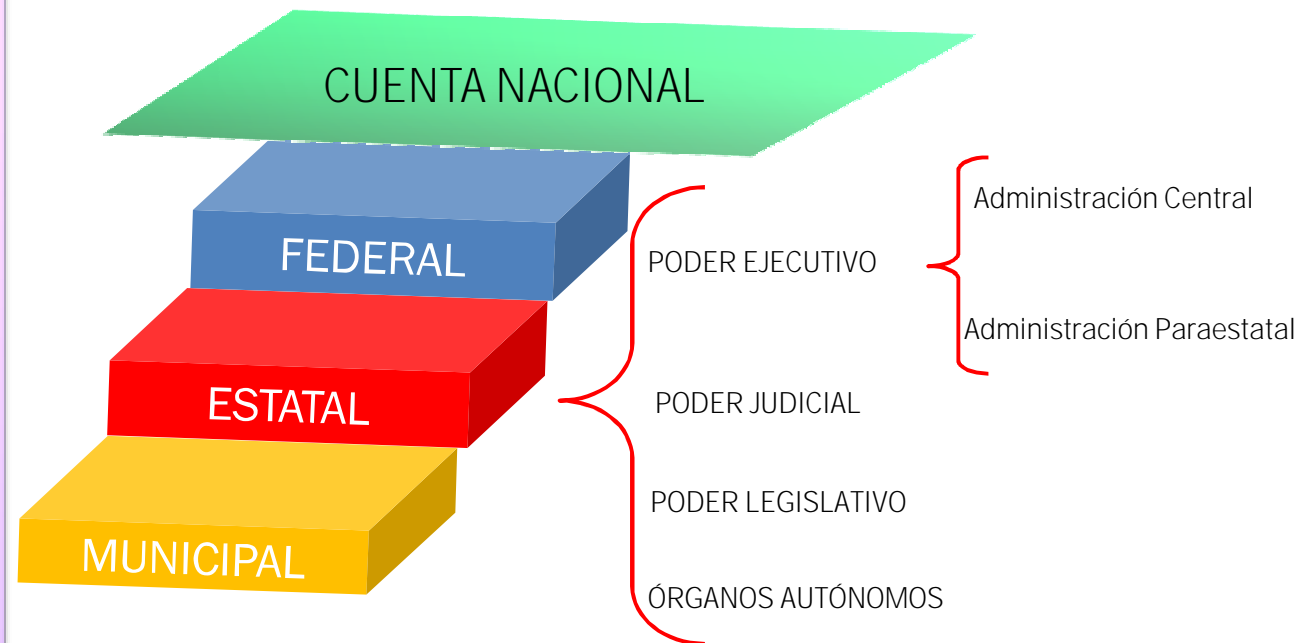 CUENTA NACIONAL
FEDERAL
ESTATAL
MUNICIPAL
PODER EJECUTIVO
Administración Central
Administración Paraestatal
PODER JUDICIAL
PODER LEGISLATIVO
ÓRGANOS AUTÓNOMOS